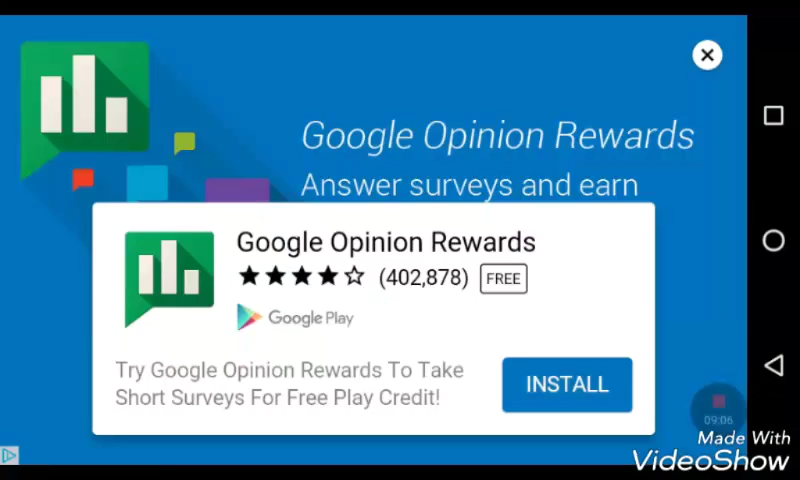 Google Opinion Rewards
Answer surveys and earn
Google Opinion Rewards
(402,878) FREE
Google Play
Try Google Opinion Rewards To Take
Short Surveys For Free Play Credit!
INSTALL
09:06
Made With
VideoShow